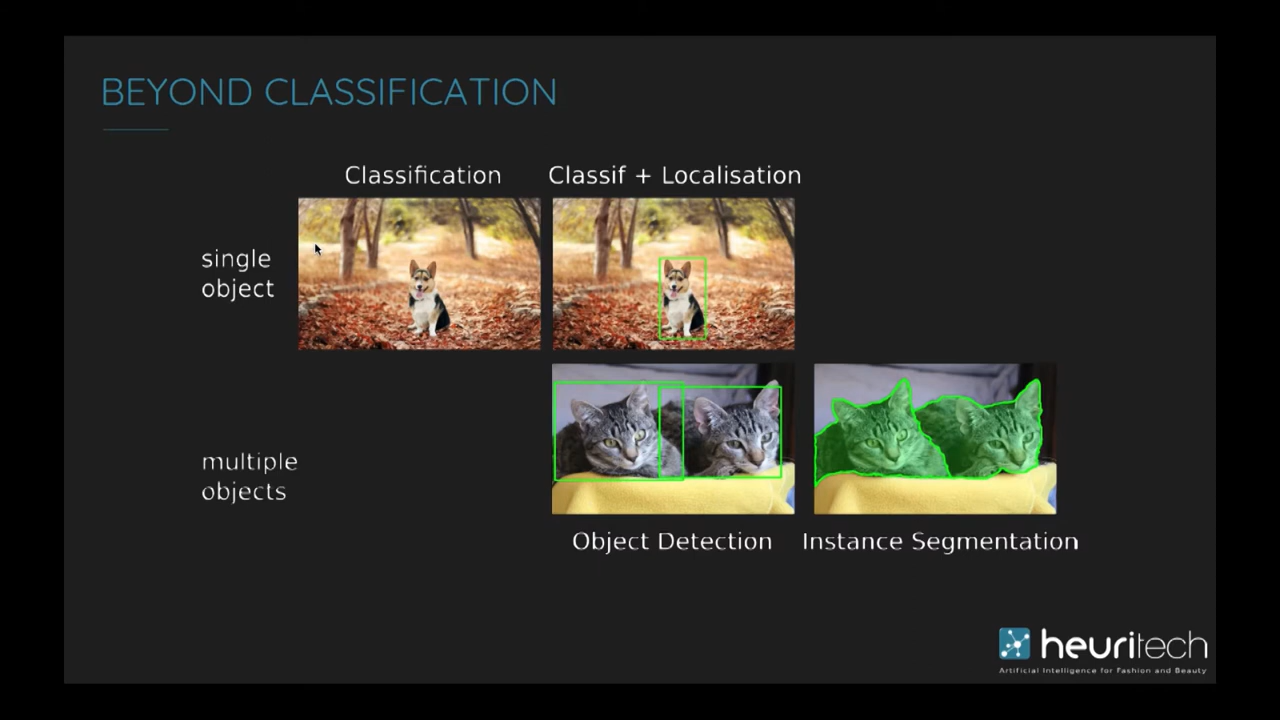 BEYOND CLASSIFICATION
Classification
Classif + Localisation
single
object
multiple
objects
Object Detection
Instance Segmentation
heuritech
Artificial Intelligence for Fashion and Beauty